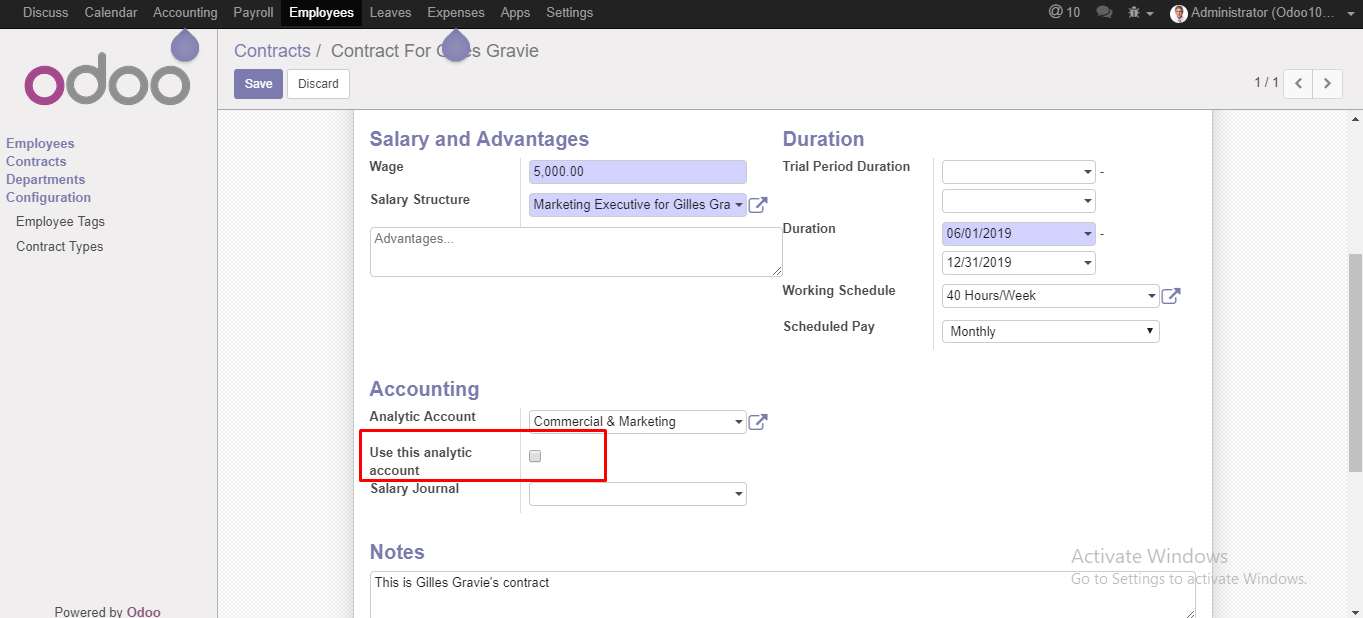 Discuss Calendar Accounting Payroll Employees Leaves Expenses Apps Settings
@ 10
Administrator (Odoo10...
odoo
Contracts / Contract For G s Gravie
Save Discard
1 / 1
Employees
Contracts
Departments
Configuration
Employee Tags
Contract Types
Salary and Advantages
Wage 5,000.00
Salary Structure Marketing Executive for Gilles Gra
Advantages...
Duration
Trial Period Duration -
Duration 06/01/2019 -
12/31/2019
Working Schedule 40 Hours/Week
Scheduled Pay Monthly
Accounting
Analytic Account Commercial & Marketing
Use this analytic
account
Salary Journal
Notes
This is Gilles Gravie's contract
Activate Windows
Go to Settings to activate Windows.
Powered by Odoo